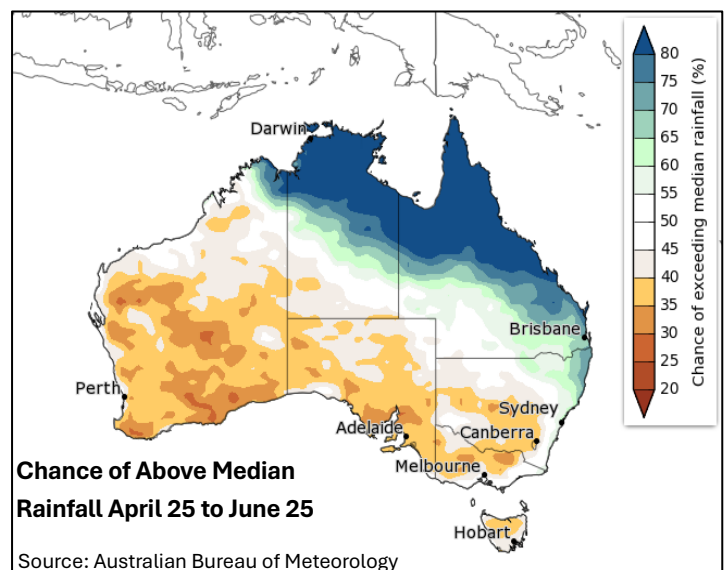 Darwin
Brisbane
Perth
Sydney
Adelaide
Canberra
Melbourne
Hobart
Chance of Above Median
Rainfall April 25 to June 25
Source: Australian Bureau of Meteorology
80
75
70
65
60
55
50
45
40
35
30
25
20
Chance of exceeding median rainfall (%)